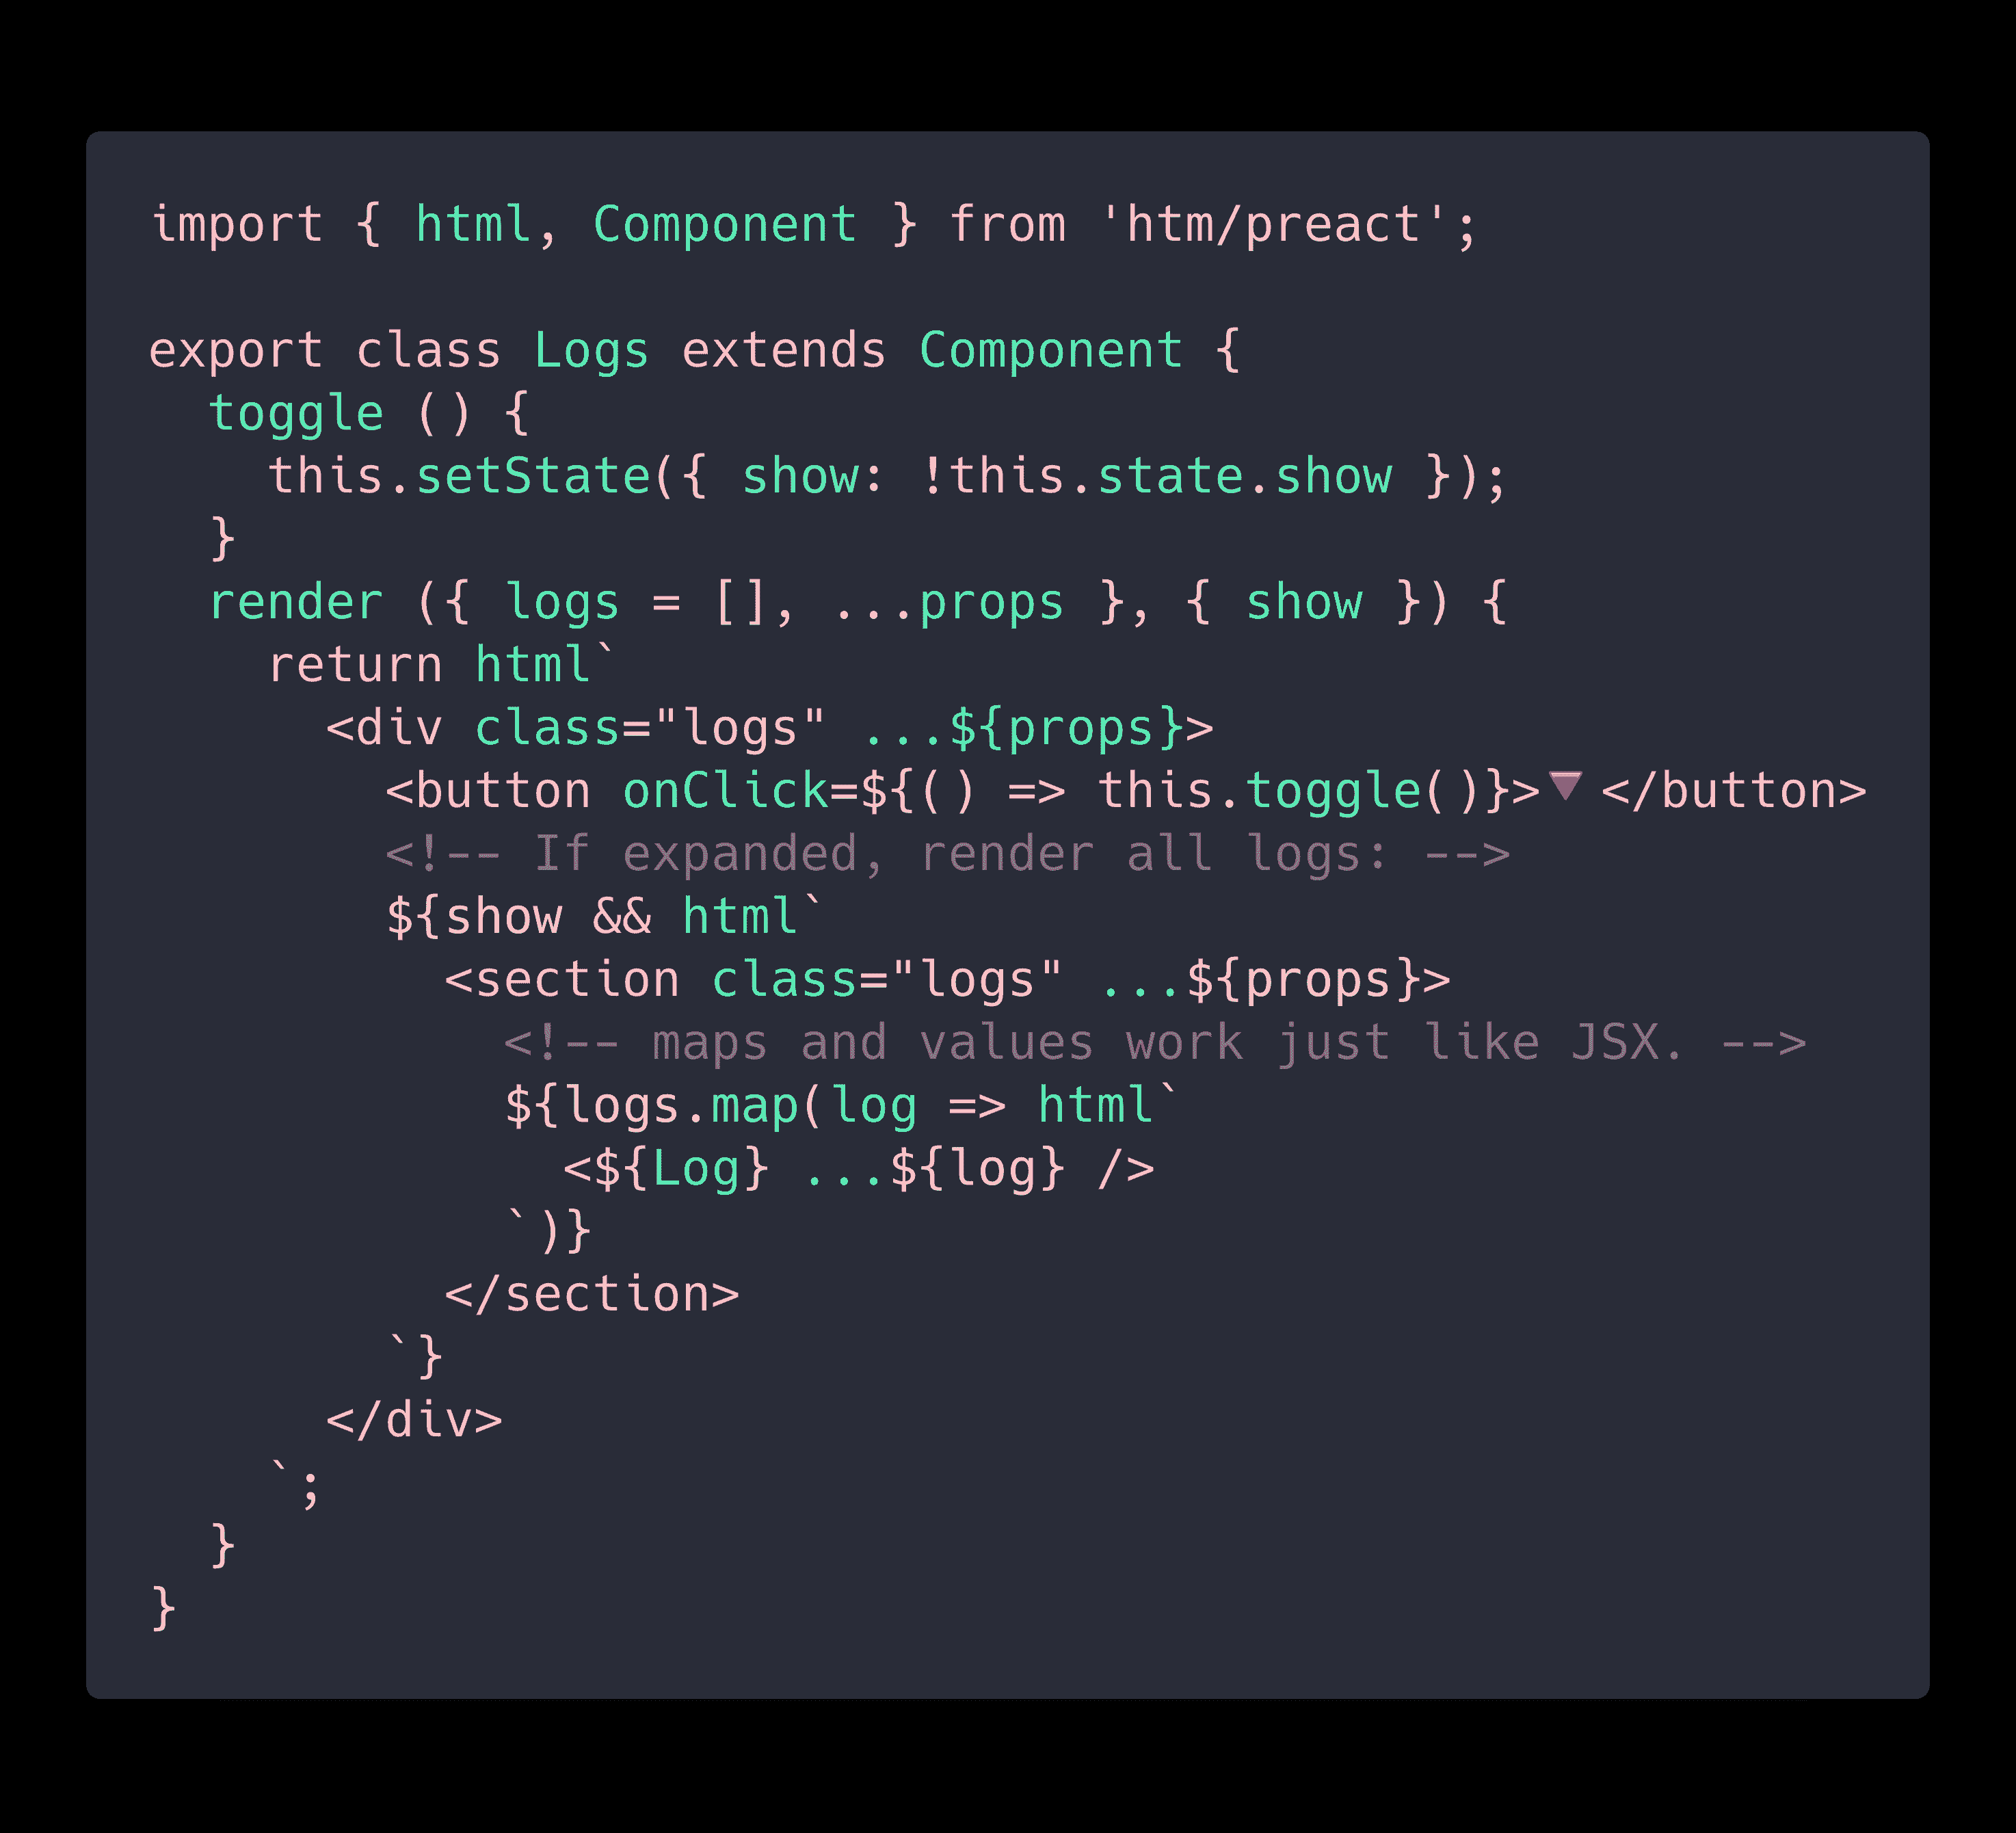 import { html, Component } from 'htm/preact';

export class Logs extends Component {
  toggle () {
    this.setState({ show: !this.state.show });
  }
  render ({ logs = [], ...props }, { show }) {
    return html`
      <div class="logs" ...${props}>
        <button onClick=${() => this.toggle()}>🔽</button>
        <!-- If expanded, render all logs: -->
        ${show && html`
          <section class="logs" ...${props}>
            <!-- maps and values work just like JSX. -->
            ${logs.map(log => html`
              <${Log} ...${log} />
            `)}
          </section>
        `}
      </div>
    `;
  }
}